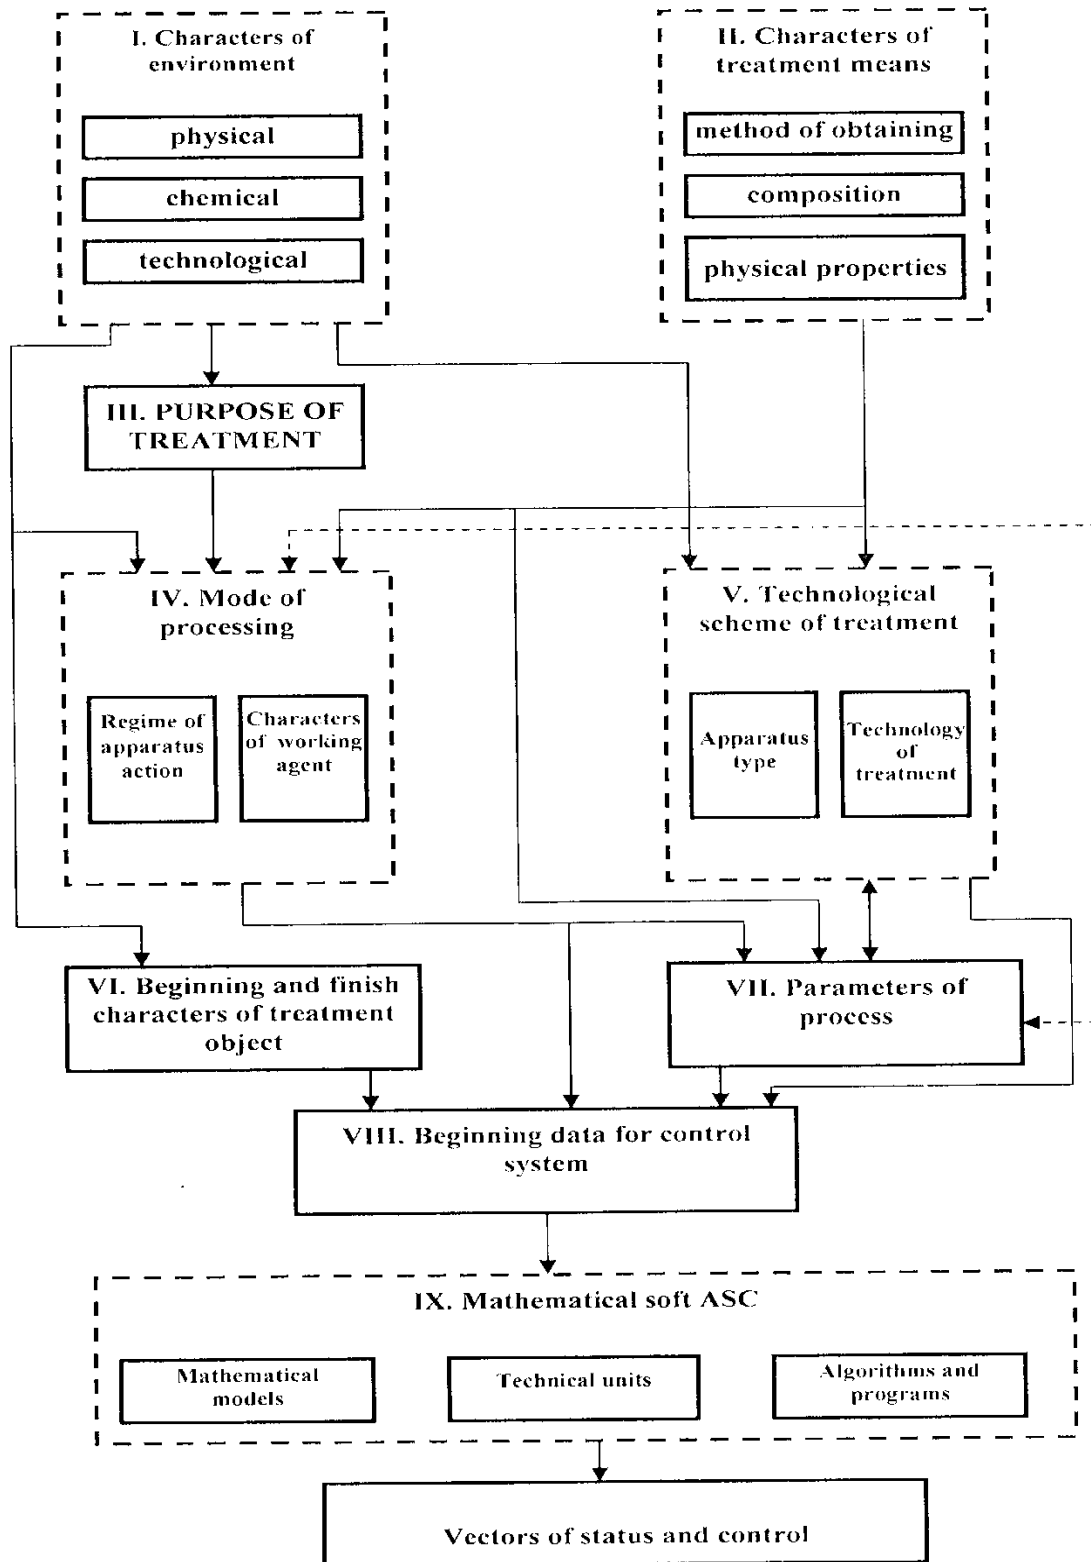 I. Characters of
environment
physical
chemical
technological
II. Characters of
treatment means
method of obtaining
composition
physical properties
III. PURPOSE OF
TREATMENT
IV. Mode of
processing
Regime of
apparatus
action
Characters
of working
agent
V. Technological
scheme of treatment
Apparatus
type
Technology
of
treatment
VI. Beginning and finish
characters of treatment
object
VII. Parameters of
process
VIII. Beginning data for control
system
IX. Mathematical soft ASC
Mathematical
models
Technical units
Algorithms and
programs
Vectors of status and control